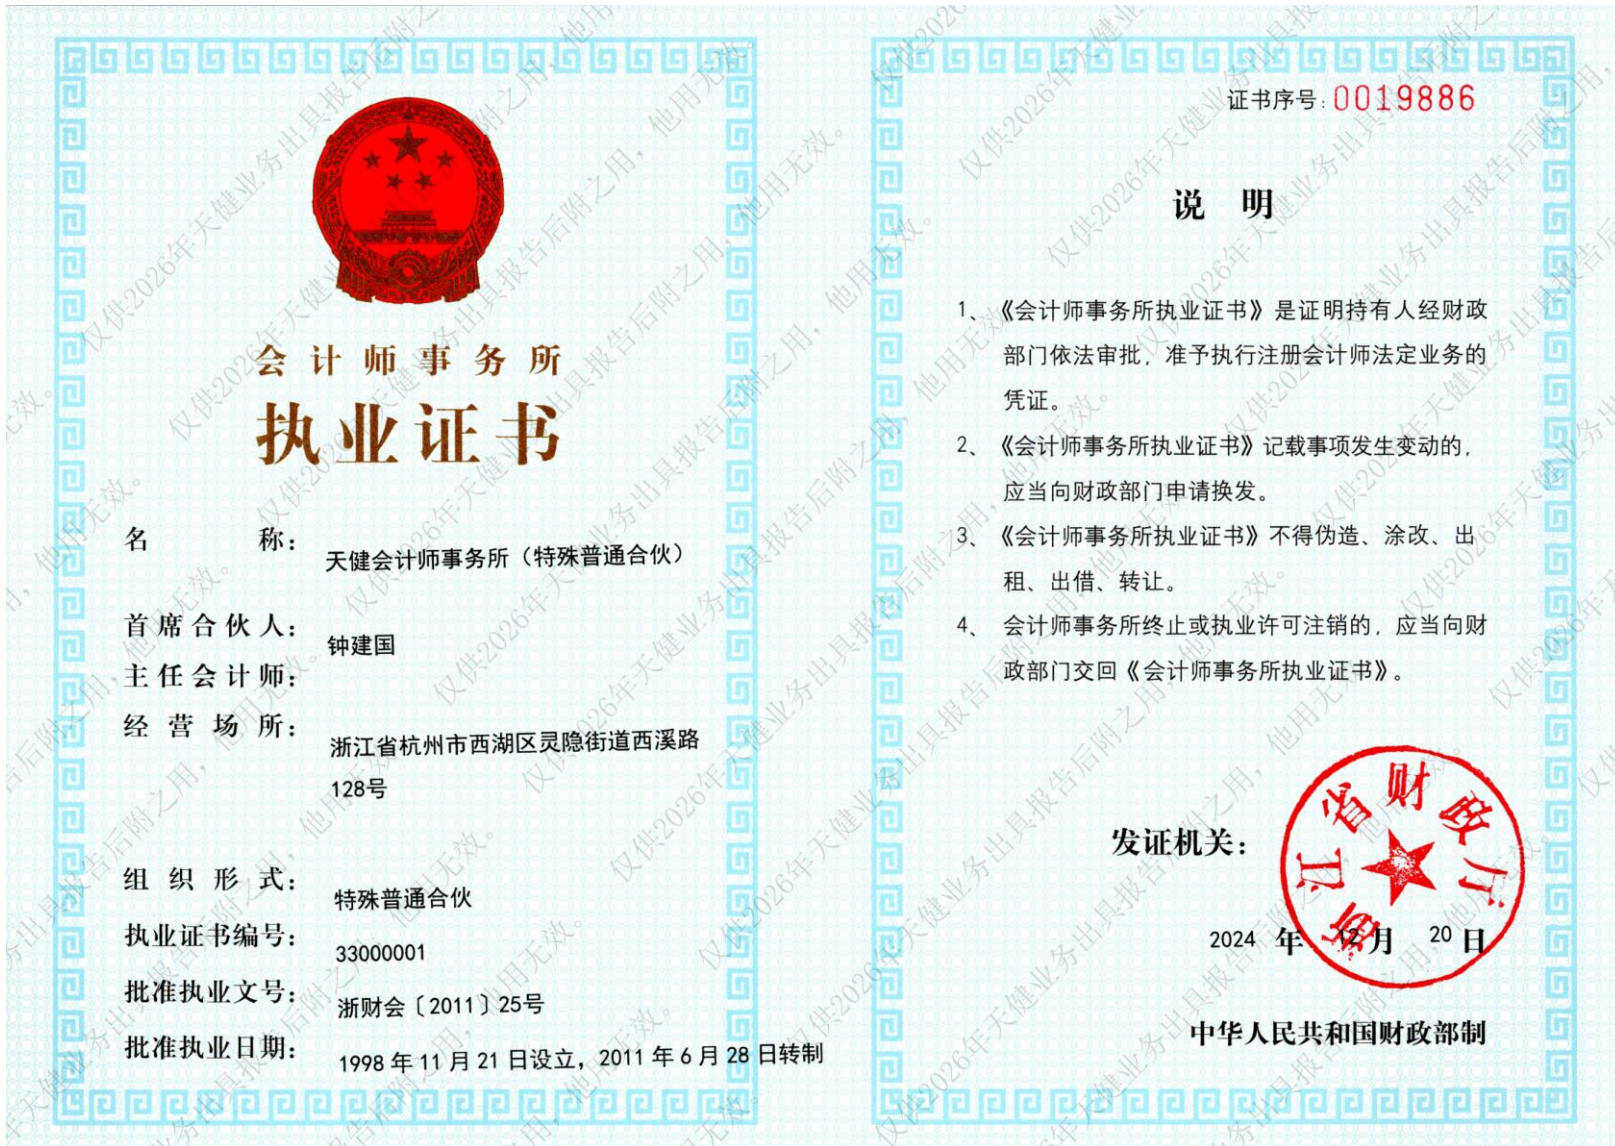 会计师事务所
执业证书
名称：天健会计师事务所（特殊普通合伙）
首席合伙人：钟建国
主任会计师：
经营场所：浙江省杭州市西湖区灵隐街道西溪路
128号
组织形式：特殊普通合伙
执业证书编号：33000001
批准执业文号：浙财会〔2011〕25号
批准执业日期：1998年11月21日设立，2011年6月28日转制
证书序号：0019886
说明
1、《会计师事务所执业证书》是证明持有人经财政
部门依法审批，准予执行注册会计师法定业务的
凭证。
2、《会计师事务所执业证书》记载事项发生变动的，
应当向财政部门申请换发。
3、《会计师事务所执业证书》不得伪造、涂改、出
租、出借、转让。
4、会计师事务所终止或执业许可注销的，应当向财
政部门交回《会计师事务所执业证书》。
发证机关：
浙江省财政厅
2024年12月20日
中华人民共和国财政部制
仅供2026年天健业务出具报告后附之用，他用无效。